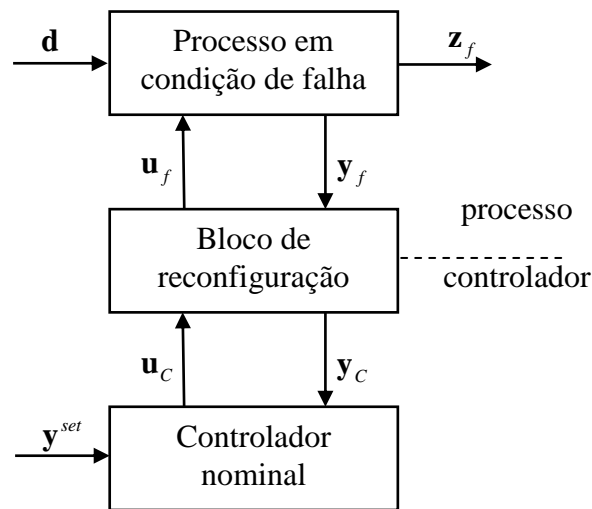 d
Processo em
condição de falha
z_f
u_f
y_f
processo
Bloco de
reconfiguração
controlador
u_C
y_C
y^set
Controlador
nominal